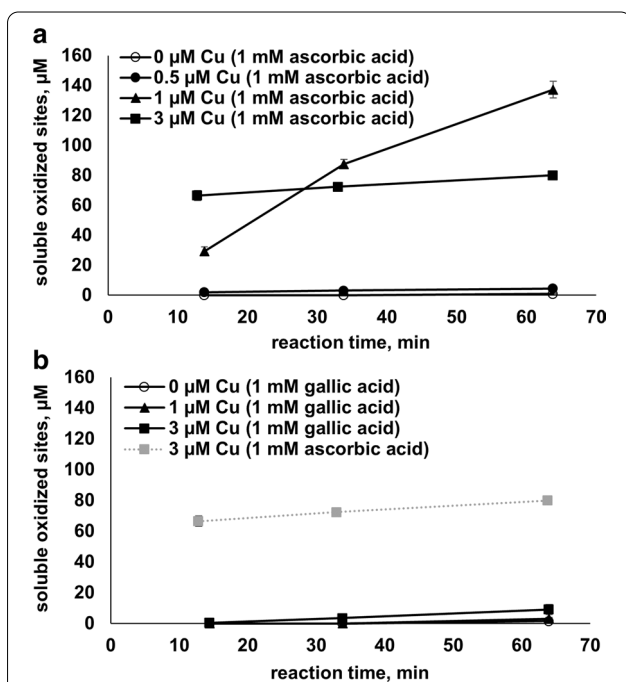 a
160
140
120
100
80
60
40
20
0
soluble oxidized sites, µM
0 µM Cu (1 mM ascorbic acid)
0.5 µM Cu (1 mM ascorbic acid)
1 µM Cu (1 mM ascorbic acid)
3 µM Cu (1 mM ascorbic acid)
0 10 20 30 40 50 60 70
reaction time, min
b
160
140
120
100
80
60
40
20
0
soluble oxidized sites, µM
0 µM Cu (1 mM gallic acid)
1 µM Cu (1 mM gallic acid)
3 µM Cu (1 mM gallic acid)
3 µM Cu (1 mM ascorbic acid)
0 10 20 30 40 50 60 70
reaction time, min